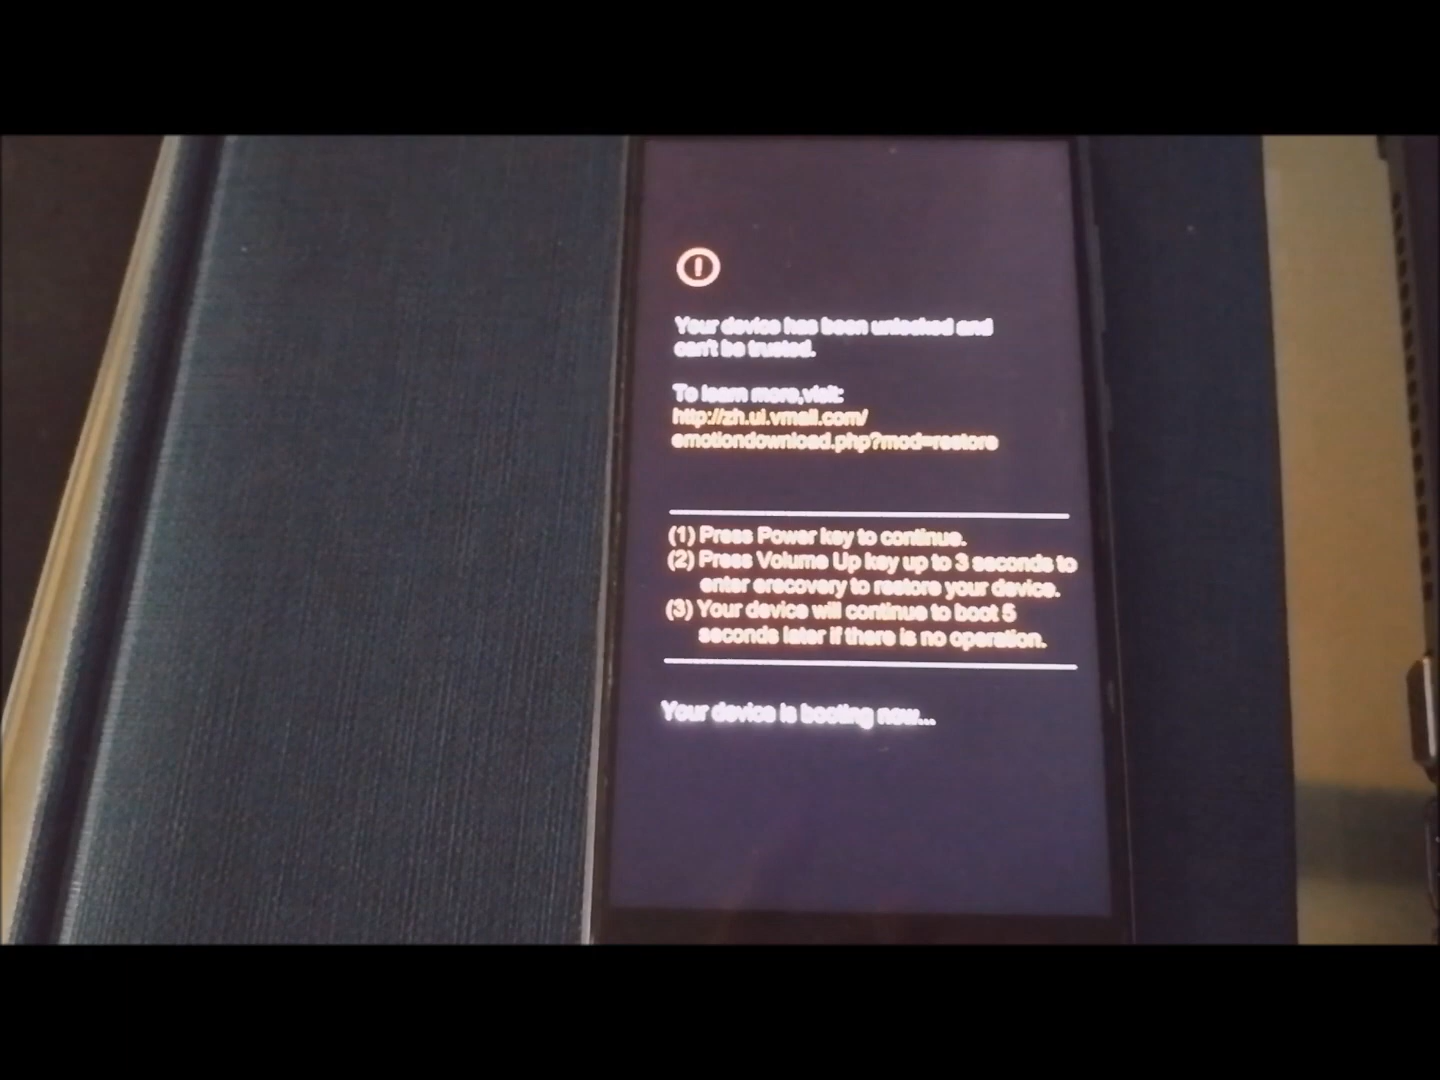 Your device has been unlocked and
can't be trusted.
To learn more,visit:
http://zh.ui.vmall.com/
emotiondownload.php?mod=restore
(1) Press Power key to continue.
(2) Press Volume Up key up to 3 seconds to
enter erecovery to restore your device.
(3) Your device will continue to boot 5
seconds later if there is no operation.
Your device is booting now...